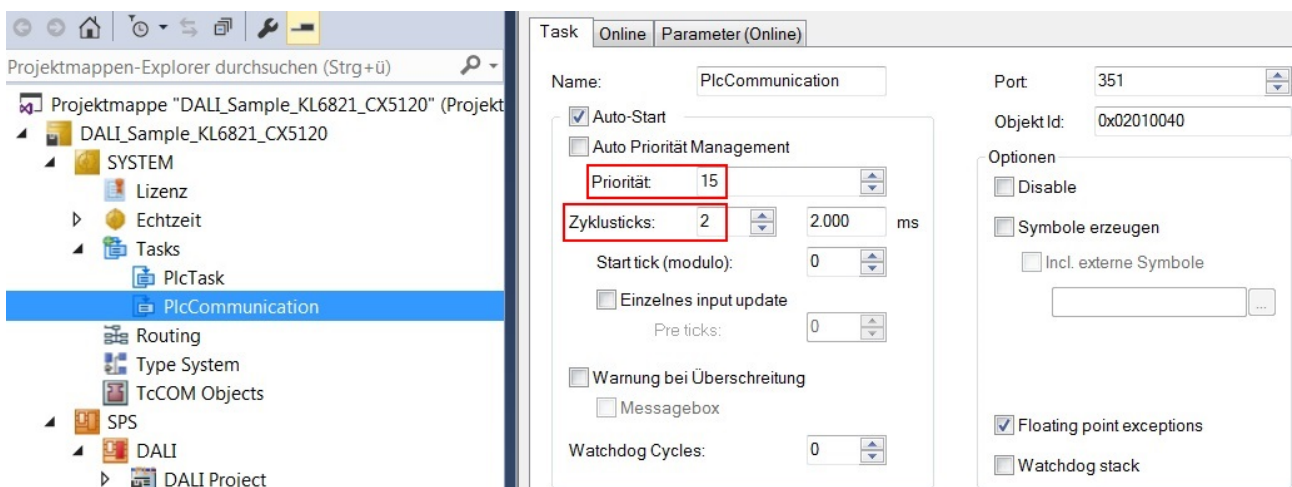 Projektmappen-Explorer durchsuchen (Strg+ü)
Projektmappe "DALI_Sample_KL6821_CX5120" (Projekt
DALI_Sample_KL6821_CX5120
SYSTEM
Lizenz
Echtzeit
Tasks
PlcTask
PlcCommunication
Routing
Type System
TcCOM Objects
SPS
DALI
DALI Project
Task Online Parameter (Online)
Name: PlcCommunication
Auto-Start
Auto Priorität Management
Priorität: 15
Zyklusticks: 2 2.000 ms
Start tick (modulo): 0
Einzelnes input update
Pre ticks: 0
Warnung bei Überschreitung
Messagebox
Watchdog Cycles: 0
Port: 351
Objekt Id: 0x02010040
Optionen
Disable
Symbole erzeugen
Incl. externe Symbole
...
Floating point exceptions
Watchdog stack